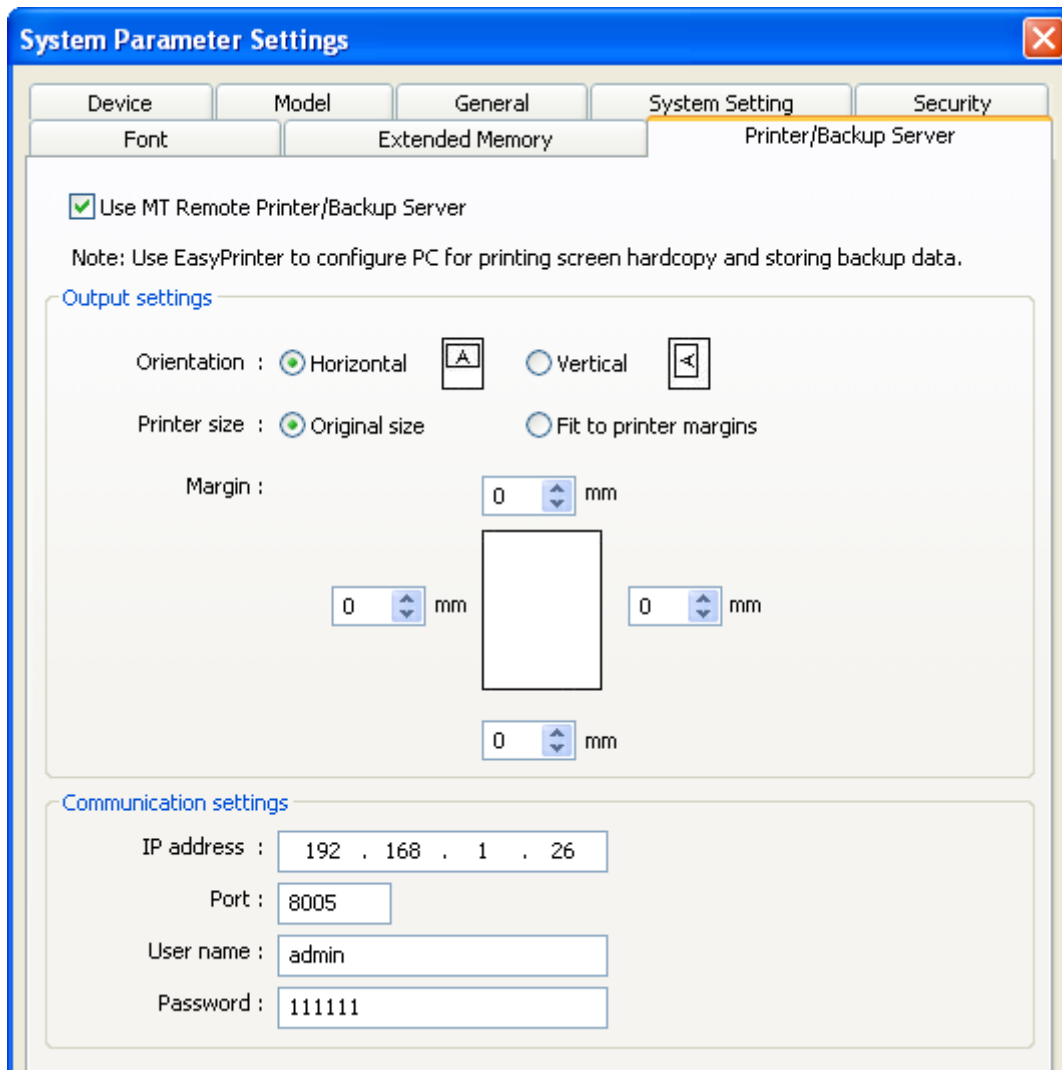 System Parameter Settings
Device Model General System Setting Security
Font Extended Memory Printer/Backup Server
Use MT Remote Printer/Backup Server
Note: Use EasyPrinter to configure PC for printing screen hardcopy and storing backup data.
Output settings
Orientation : Horizontal A Vertical A
Printer size : Original size Fit to printer margins
Margin : 0 mm
0 mm 0 mm
0 mm
Communication settings
IP address : 192 . 168 . 1 . 26
Port : 8005
User name : admin
Password : 111111